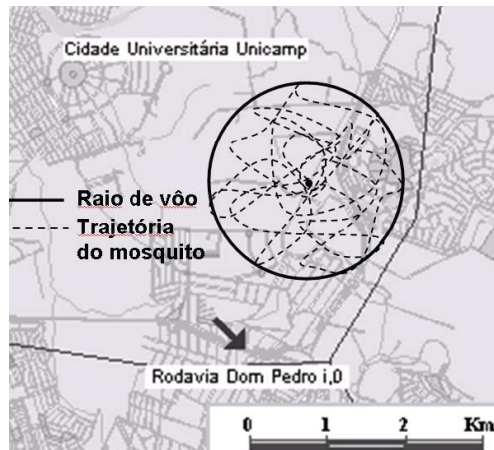 Cidade Universitária Unicamp
Raio de vôo
Trajetória
do mosquito
Rodavia Dom Pedro i,0
0 1 2 Km